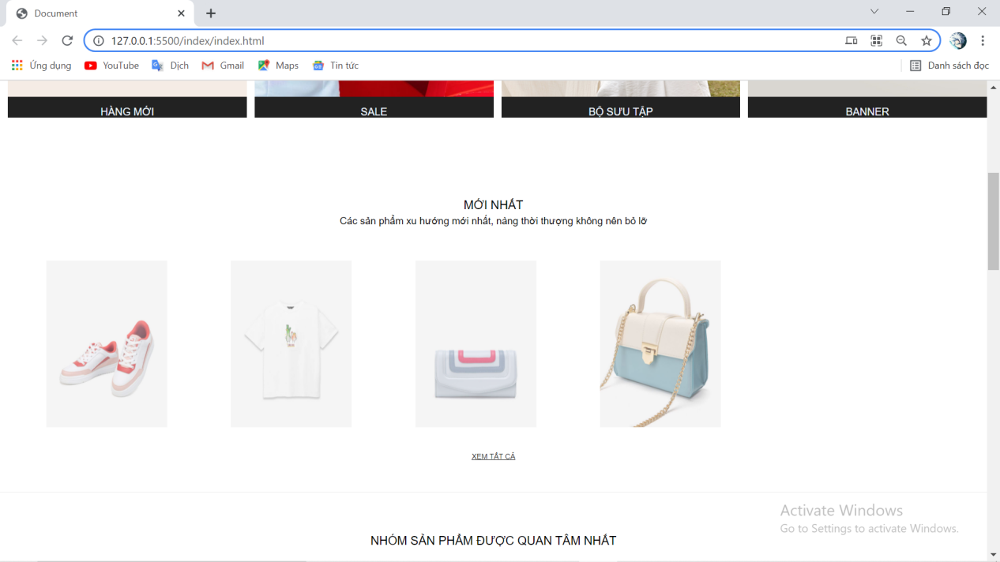 Document
127.0.0.1:5500/index/index.html
Ứng dụng YouTube Dịch Gmail Maps Tin tức Danh sách đọc
HÀNG MỚI SALE BỘ SƯU TẬP BANNER
MỚI NHẤT
Các sản phẩm xu hướng mới nhất, nàng thời thượng không nên bỏ lỡ
XEM TẤT CẢ
Activate Windows
Go to Settings to activate Windows.
NHÓM SẢN PHẨM ĐƯỢC QUAN TÂM NHẤT